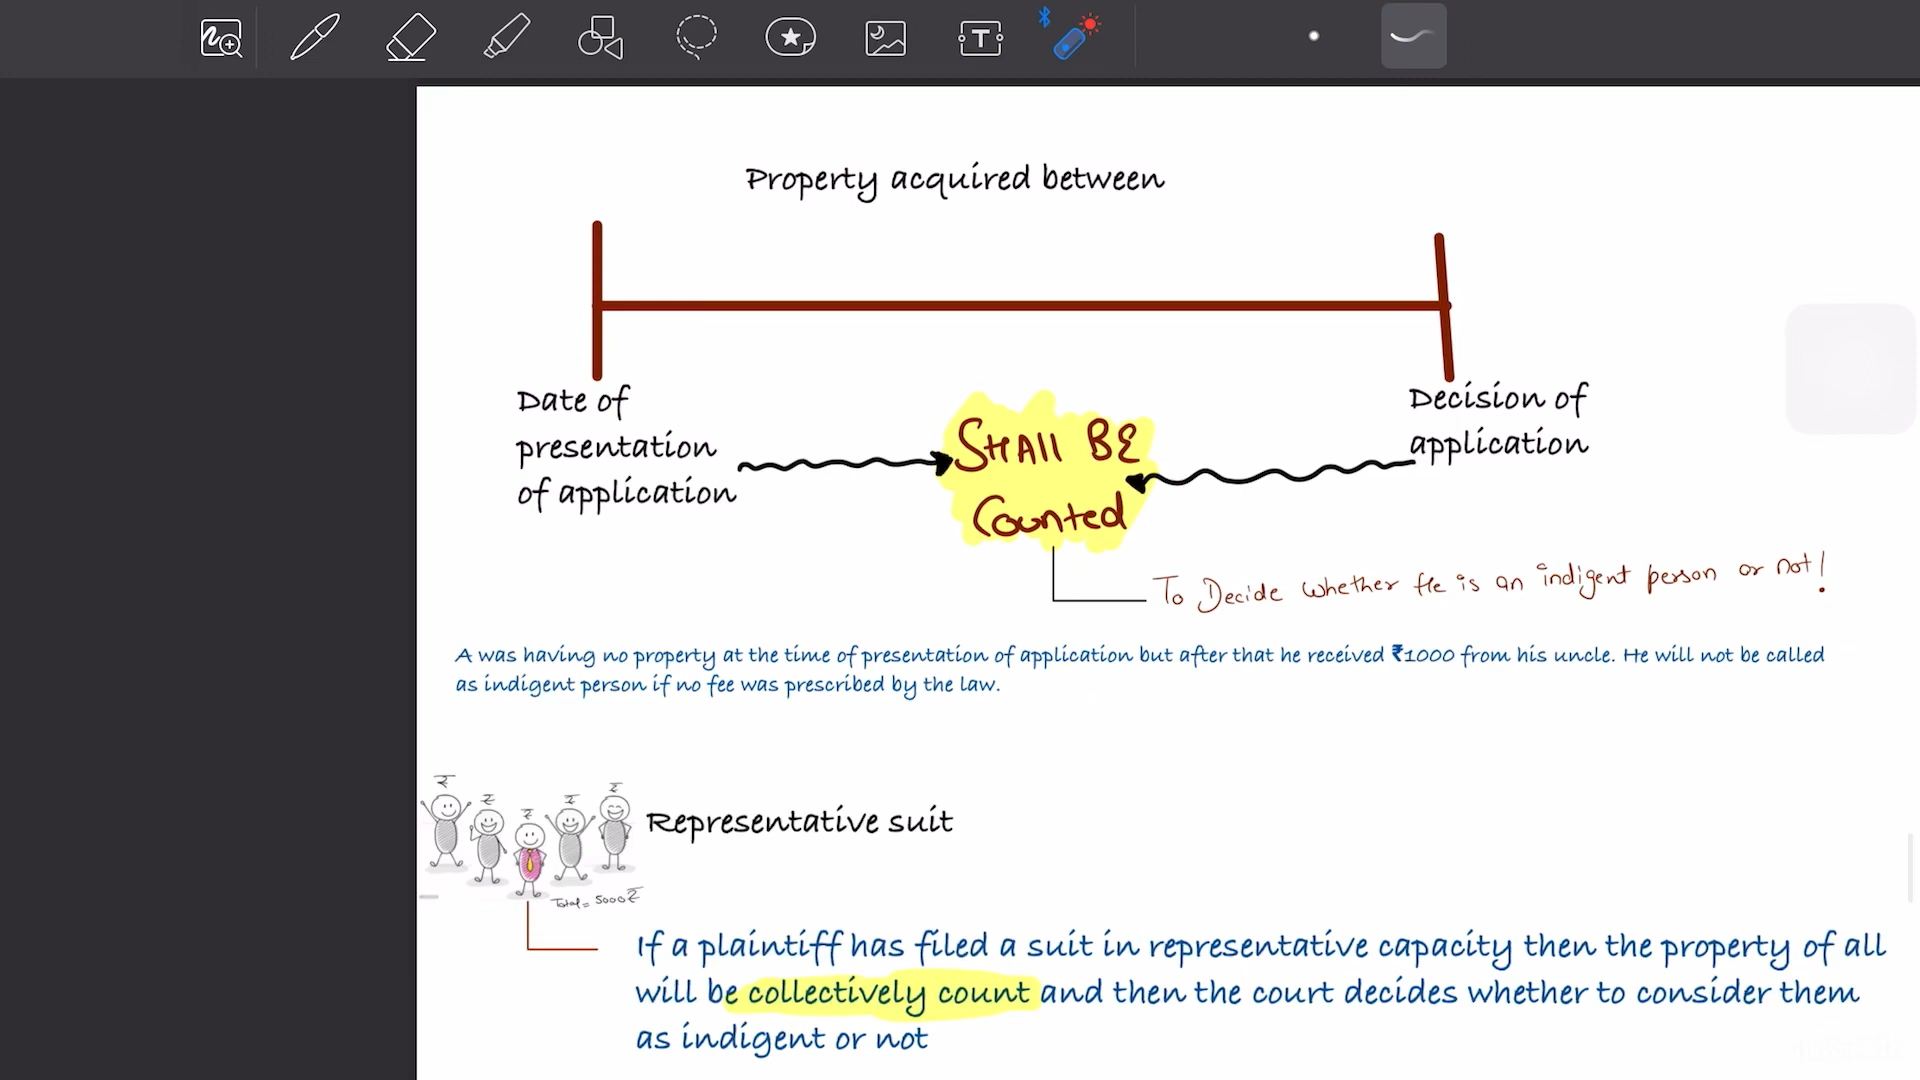 Property acquired between
Date of
presentation
of application
SHAll BE
Counted
Decision of
application
To Decide whether He is an indigent person or not!
A was having no property at the time of presentation of application but after that he received ₹1000 from his uncle. He will not be called
as indigent person if no fee was prescribed by the law.
₹ ₹ ₹ ₹ ₹
Representative suit
Total = 5000₹
If a plaintiff has filed a suit in representative capacity then the property of all
will be collectively count and then the court decides whether to consider them
as indigent or not